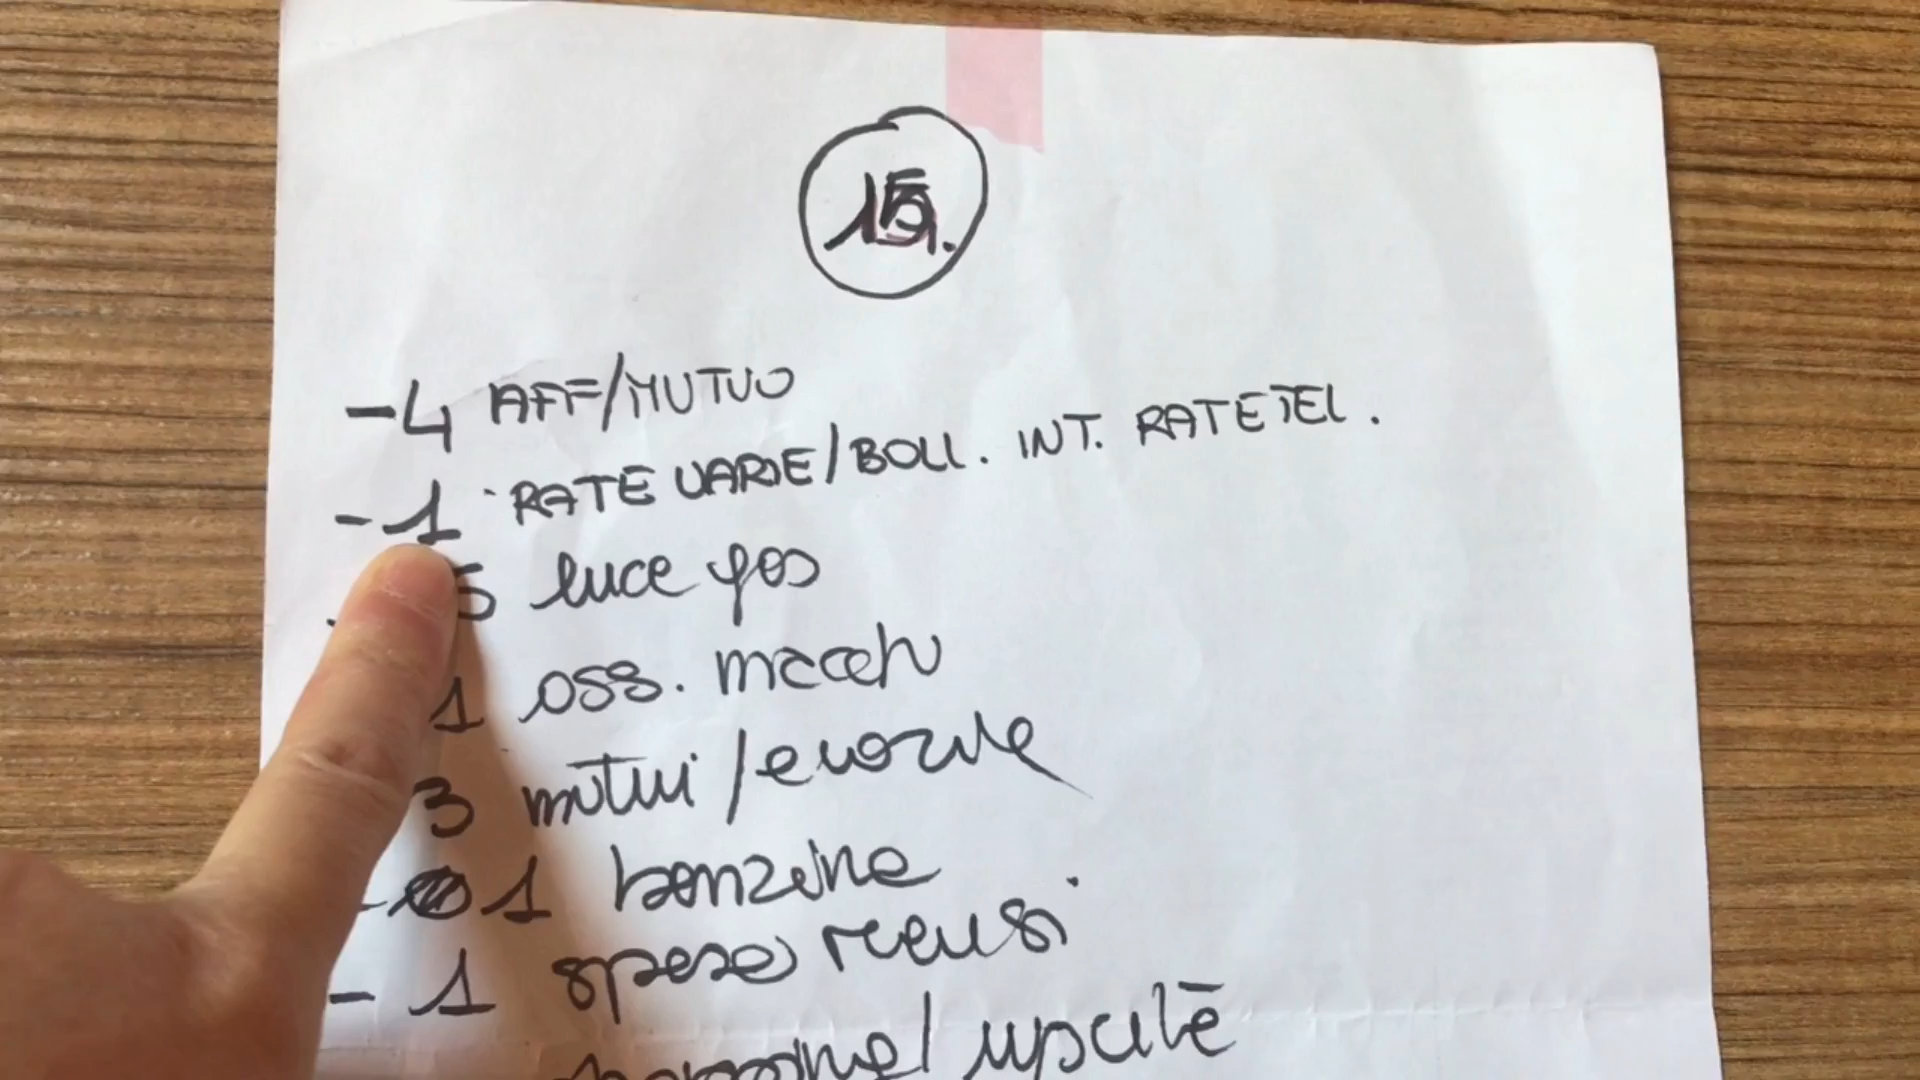 15.
-4 AFF/MUTUO
-1 RATE VARIE/BOLL. INT. RATE TEL.
5 luce gas
1 oss. macch
3 mutui /
-1 benzina
-1 spese